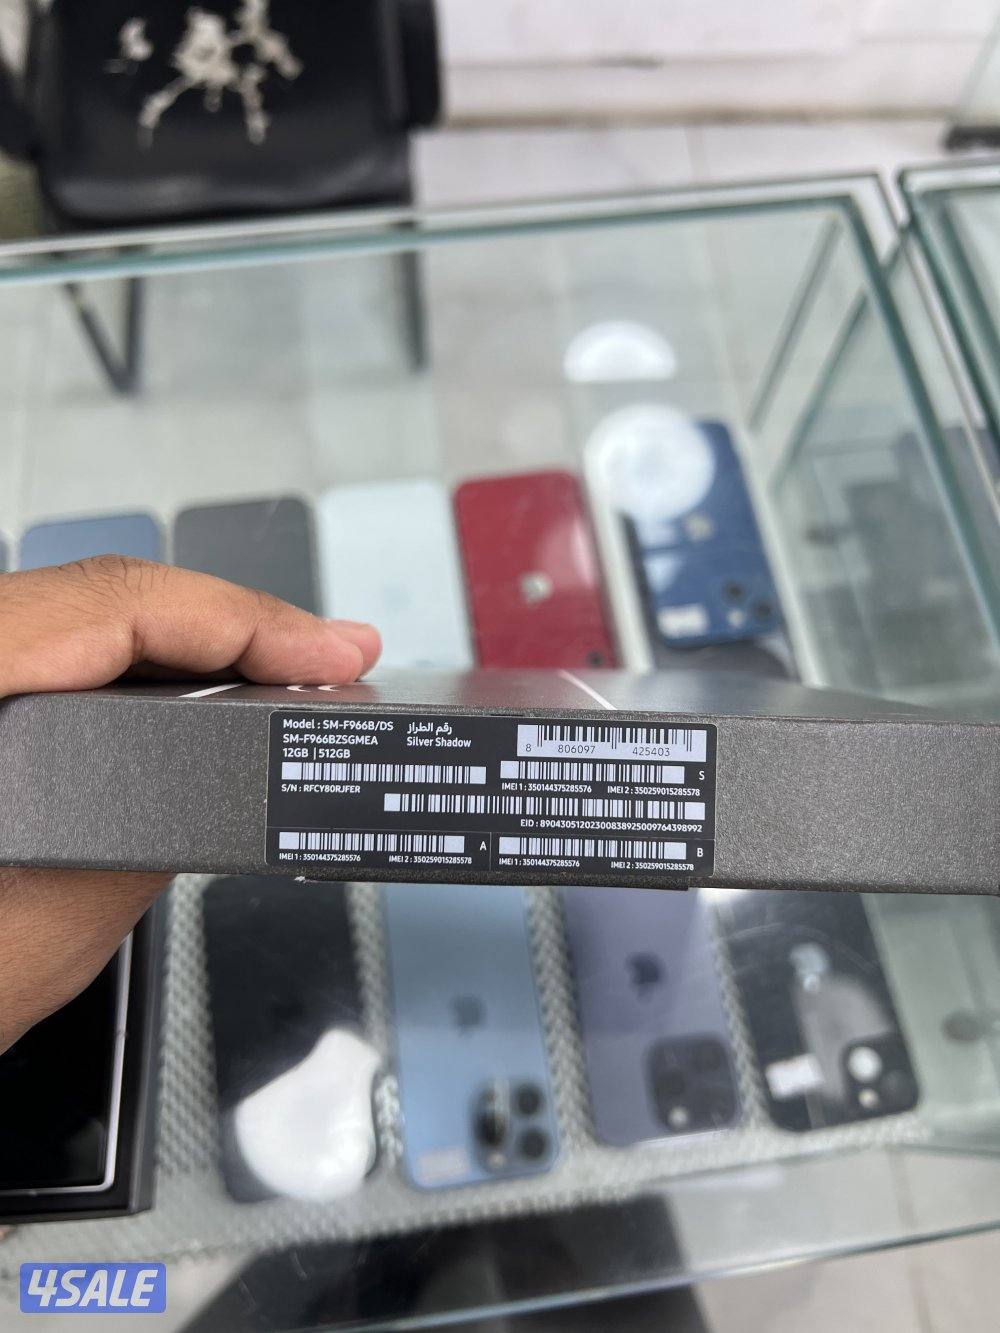 Model : SM-F966B/DS رقم الطراز
SM-F966BZSGMEA Silver Shadow
12GB | 512GB
8 806097 425403
S/N : RFCY80RJFER
IMEI 1 : 350144375285576 IMEI 2 : 350259015285578 S
EID : 89043051202300838925009764398992
IMEI 1 : 350144375285576 IMEI 2 : 350259015285578 A
IMEI 1 : 350144375285576 IMEI 2 : 350259015285578 B
4SALE